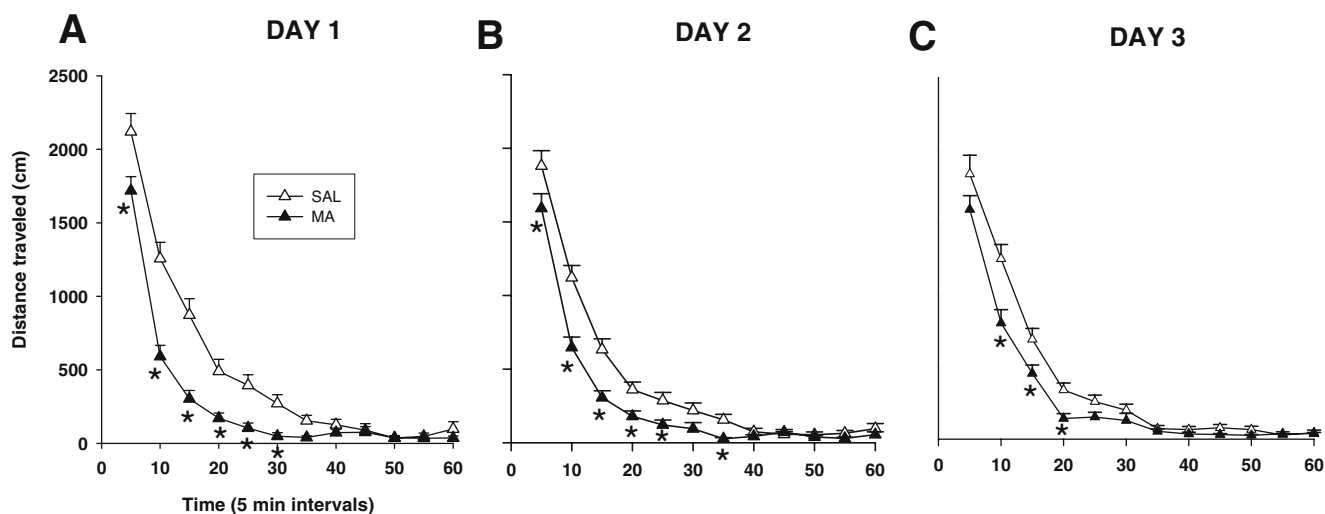 A DAY 1
B DAY 2
C DAY 3
Distance traveled (cm)
2500
2000
1500
1000
500
0
SAL
MA
* * * * * *
* * * * * *
* * *
0 10 20 30 40 50 60
0 10 20 30 40 50 60
0 10 20 30 40 50 60
Time (5 min intervals)